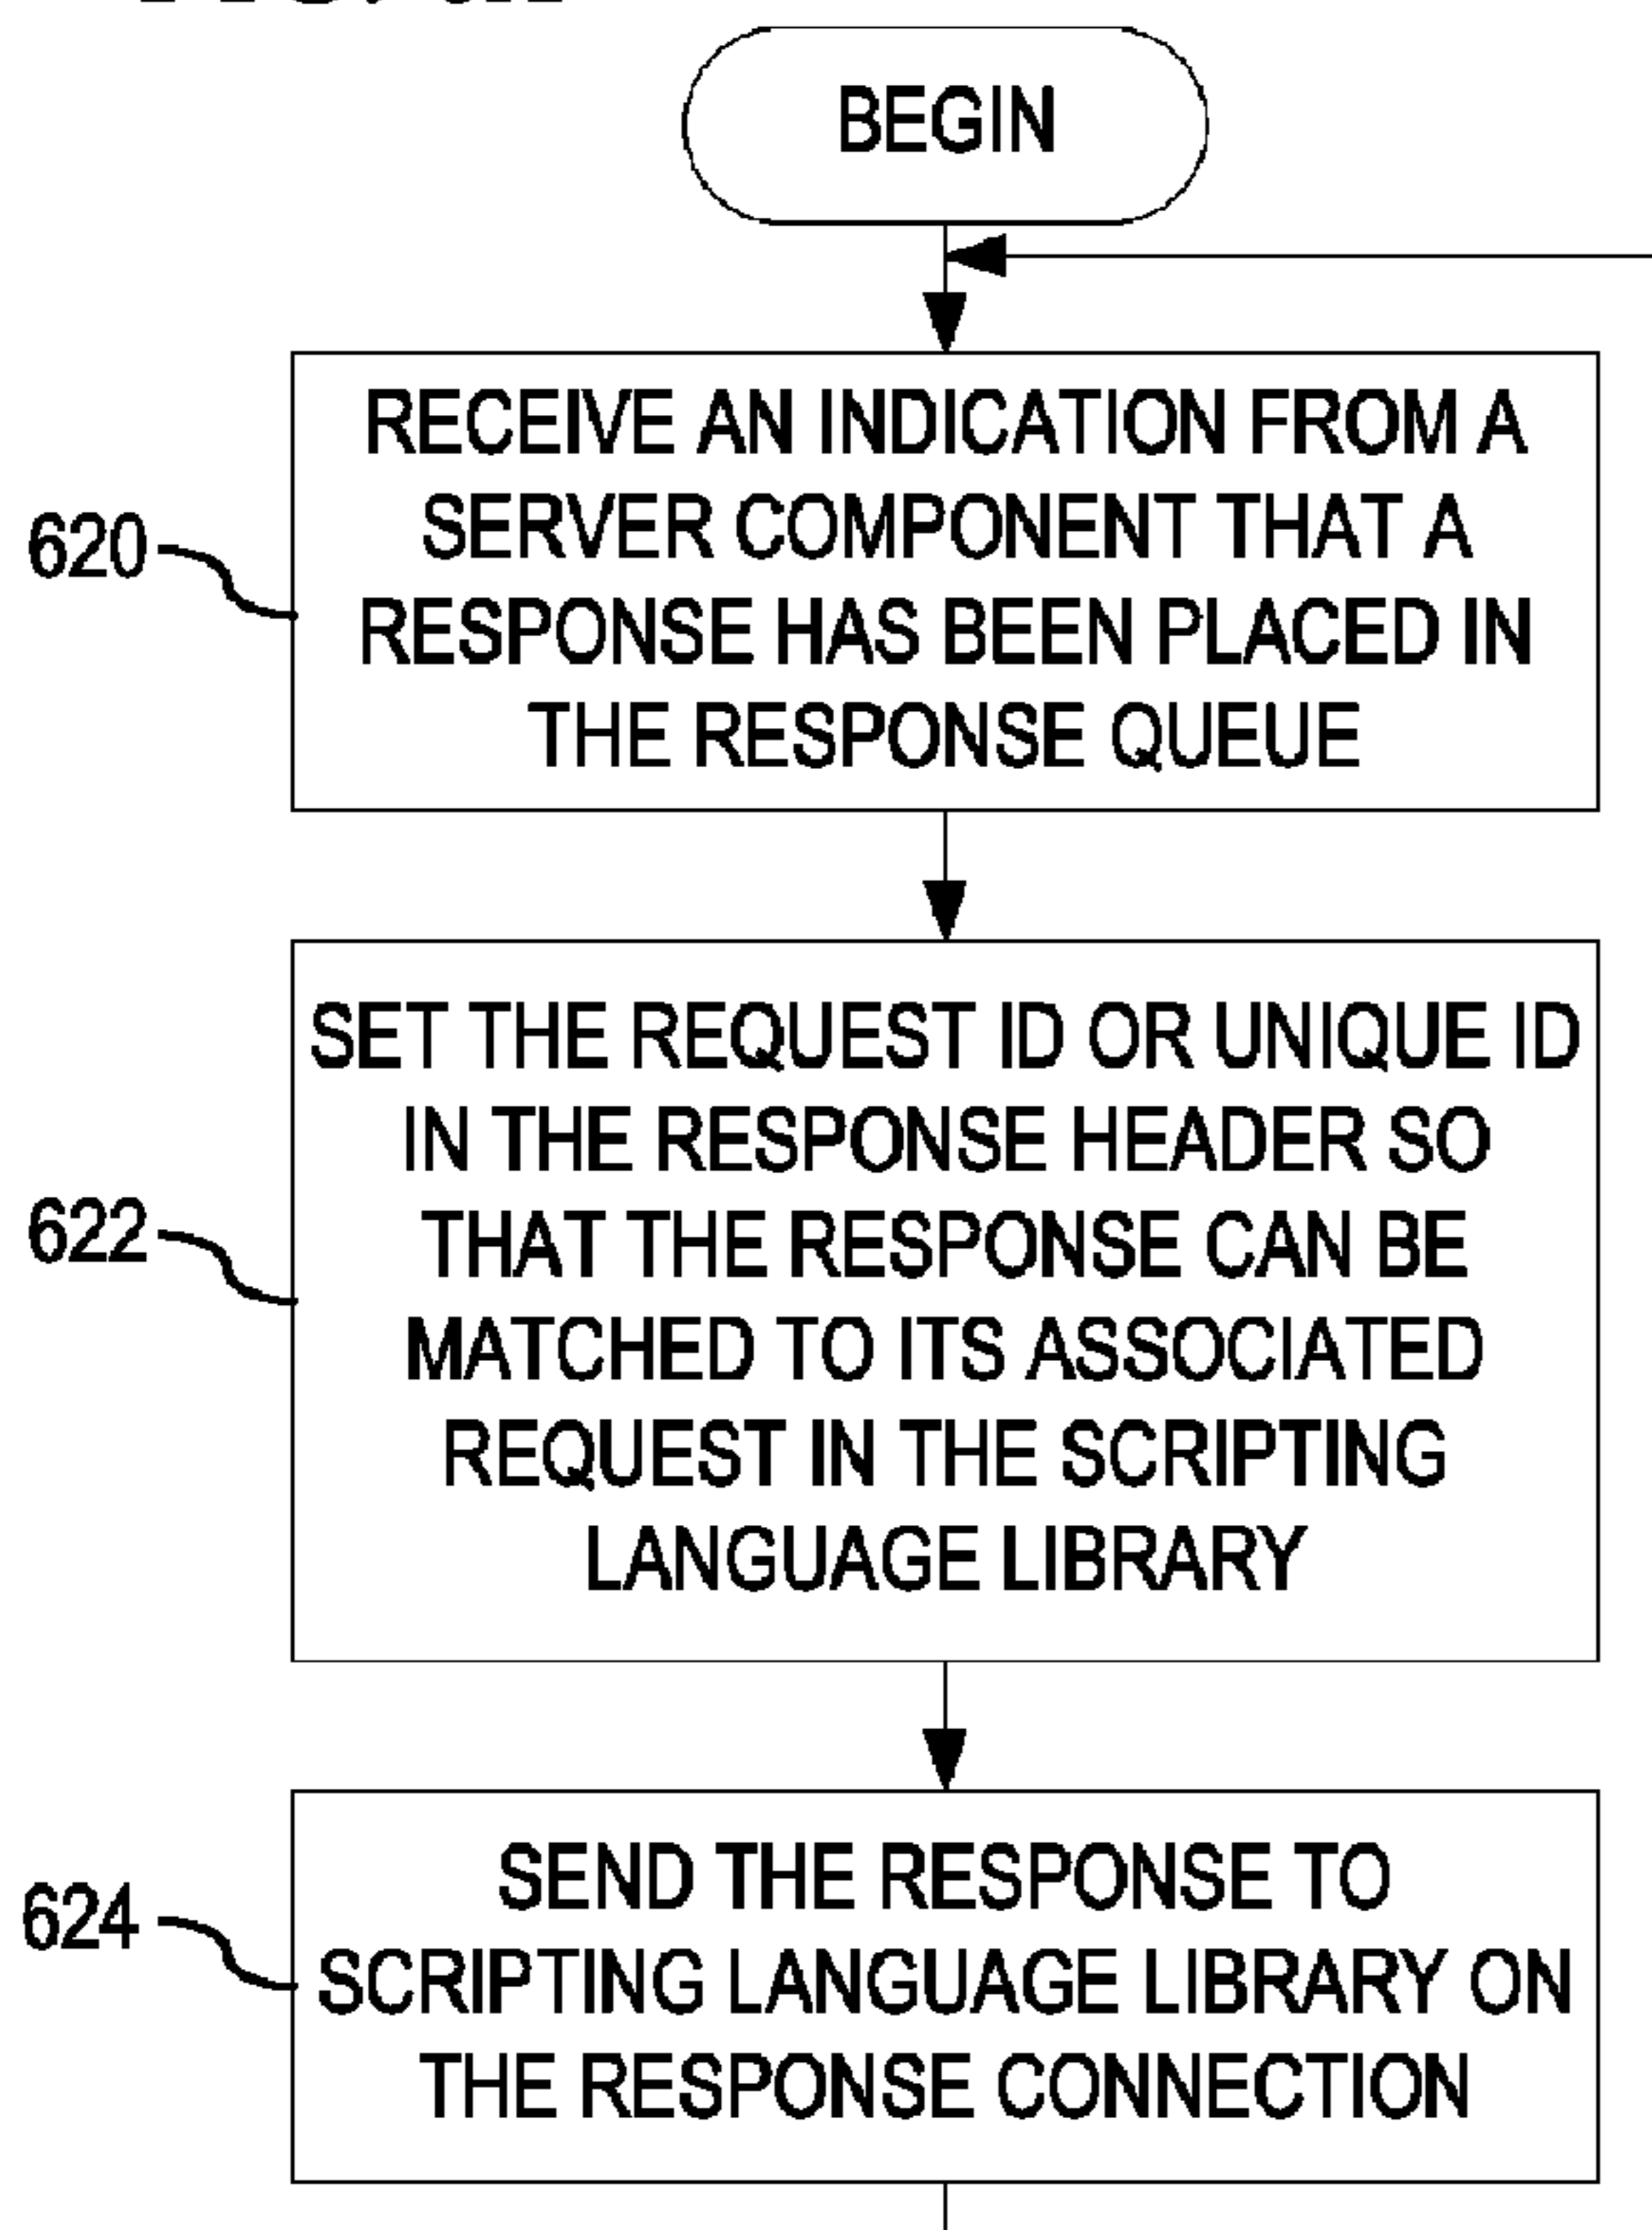 BEGIN
RECEIVE AN INDICATION FROM A
SERVER COMPONENT THAT A
RESPONSE HAS BEEN PLACED IN
THE RESPONSE QUEUE
620
SET THE REQUEST ID OR UNIQUE ID
IN THE RESPONSE HEADER SO
THAT THE RESPONSE CAN BE
MATCHED TO ITS ASSOCIATED
REQUEST IN THE SCRIPTING
LANGUAGE LIBRARY
622
SEND THE RESPONSE TO
SCRIPTING LANGUAGE LIBRARY ON
THE RESPONSE CONNECTION
624